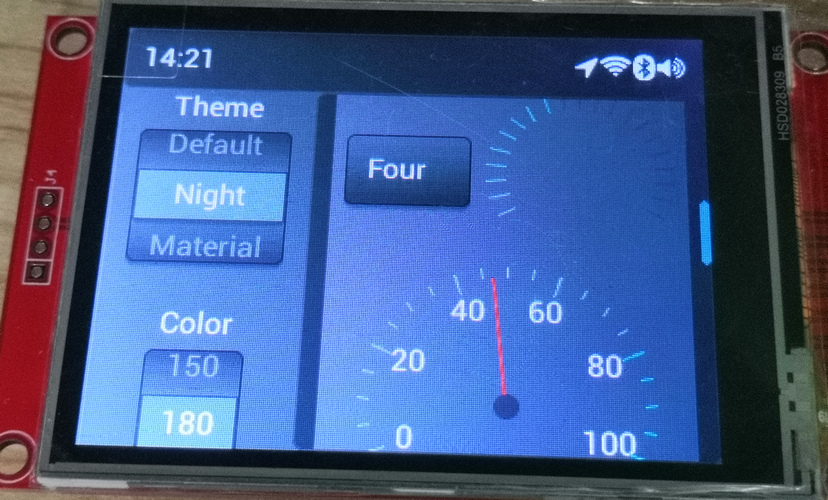 14:21
Theme
Default
Night
Material
Color
150
180
Four
40
60
20
80
0
100
J4
HSD028309 B5